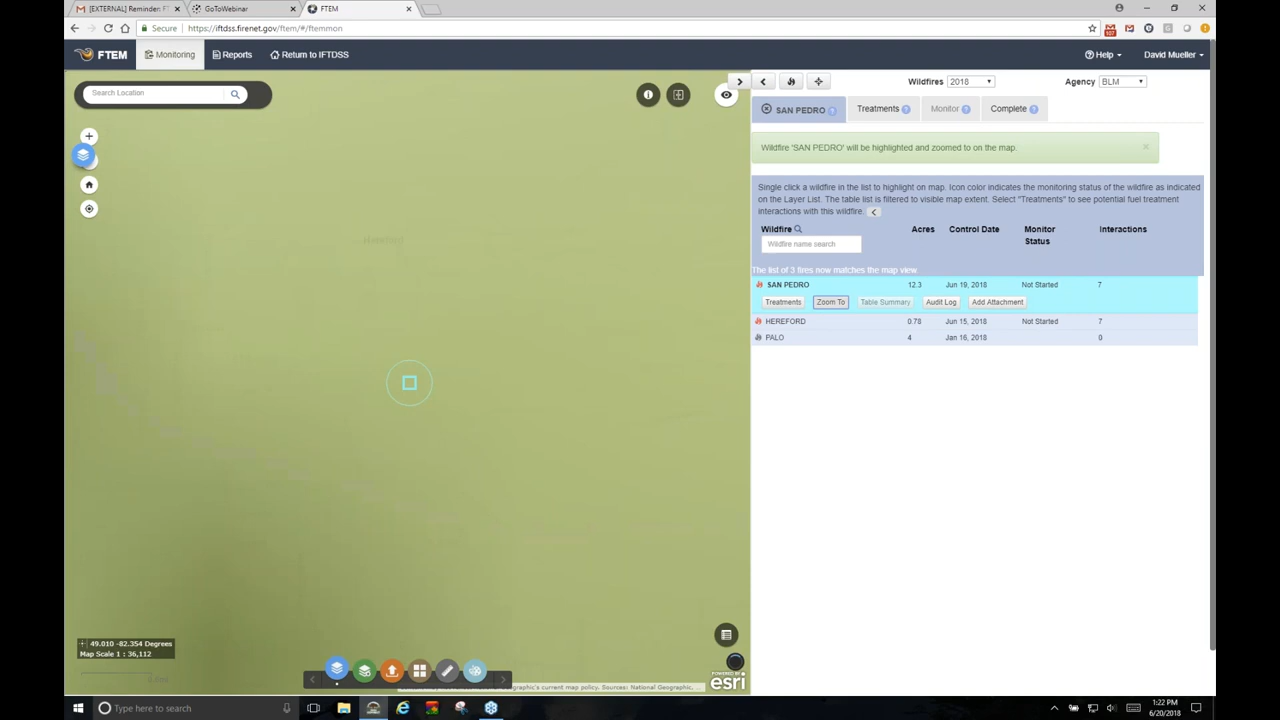 [EXTERNAL] Reminder: FT
GoToWebinar
FTEM
Secure
https://iftdss.firenet.gov/ftem/#/ftemmon
107
FTEM
Monitoring
Reports
Return to IFTDSS
Help
David Mueller
Search Location
Wildfires
2018
Agency
BLM
SAN PEDRO
Treatments
Monitor
Complete
Wildfire 'SAN PEDRO' will be highlighted and zoomed to on the map.
Single click a wildfire in the list to highlight on map. Icon color indicates the monitoring status of the wildfire as indicated
on the Layer List. The table list is filtered to visible map extent. Select "Treatments" to see potential fuel treatment
interactions with this wildfire.
Wildfire Acres Control Date Monitor Status Interactions
Wildfire name search
The list of 3 fires now matches the map view.
SAN PEDRO 12.3 Jun 19, 2018 Not Started 7
Treatments Zoom To Table Summary Audit Log Add Attachment
HEREFORD 0.78 Jun 15, 2018 Not Started 7
PALO 4 Jan 16, 2018 0
49.010 -82.354 Degrees
Map Scale 1 : 36,112
POWERED BY
esri
Type here to search
1:22 PM
6/20/2018